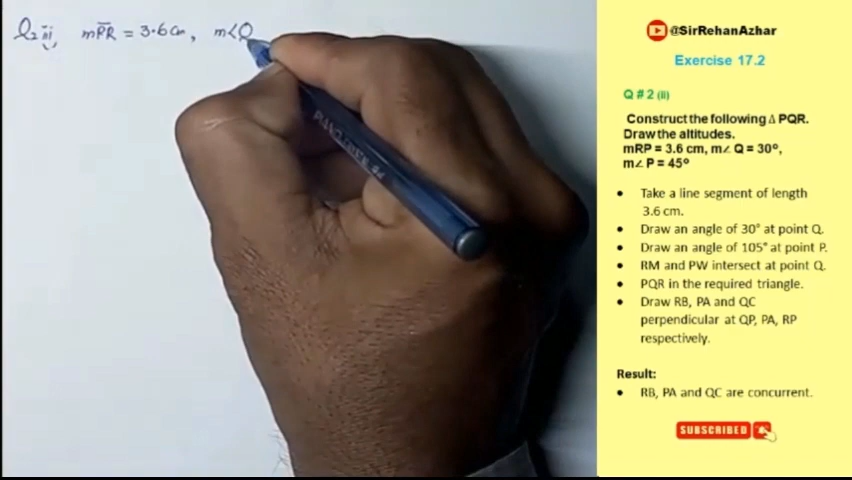 Q2 iii, mPR = 3.6 cm, m<Q
@SirRehanAzhar
Exercise 17.2
Q # 2 (ii)
Construct the following Δ PQR.
Draw the altitudes.
mRP = 3.6 cm, m∠ Q = 30°,
m∠ P = 45°
• Take a line segment of length
3.6 cm.
• Draw an angle of 30° at point Q.
• Draw an angle of 105° at point P.
• RM and PW intersect at point Q.
• PQR in the required triangle.
• Draw RB, PA and QC
perpendicular at QP, PA, RP
respectively.
Result:
• RB, PA and QC are concurrent.
SUBSCRIBED